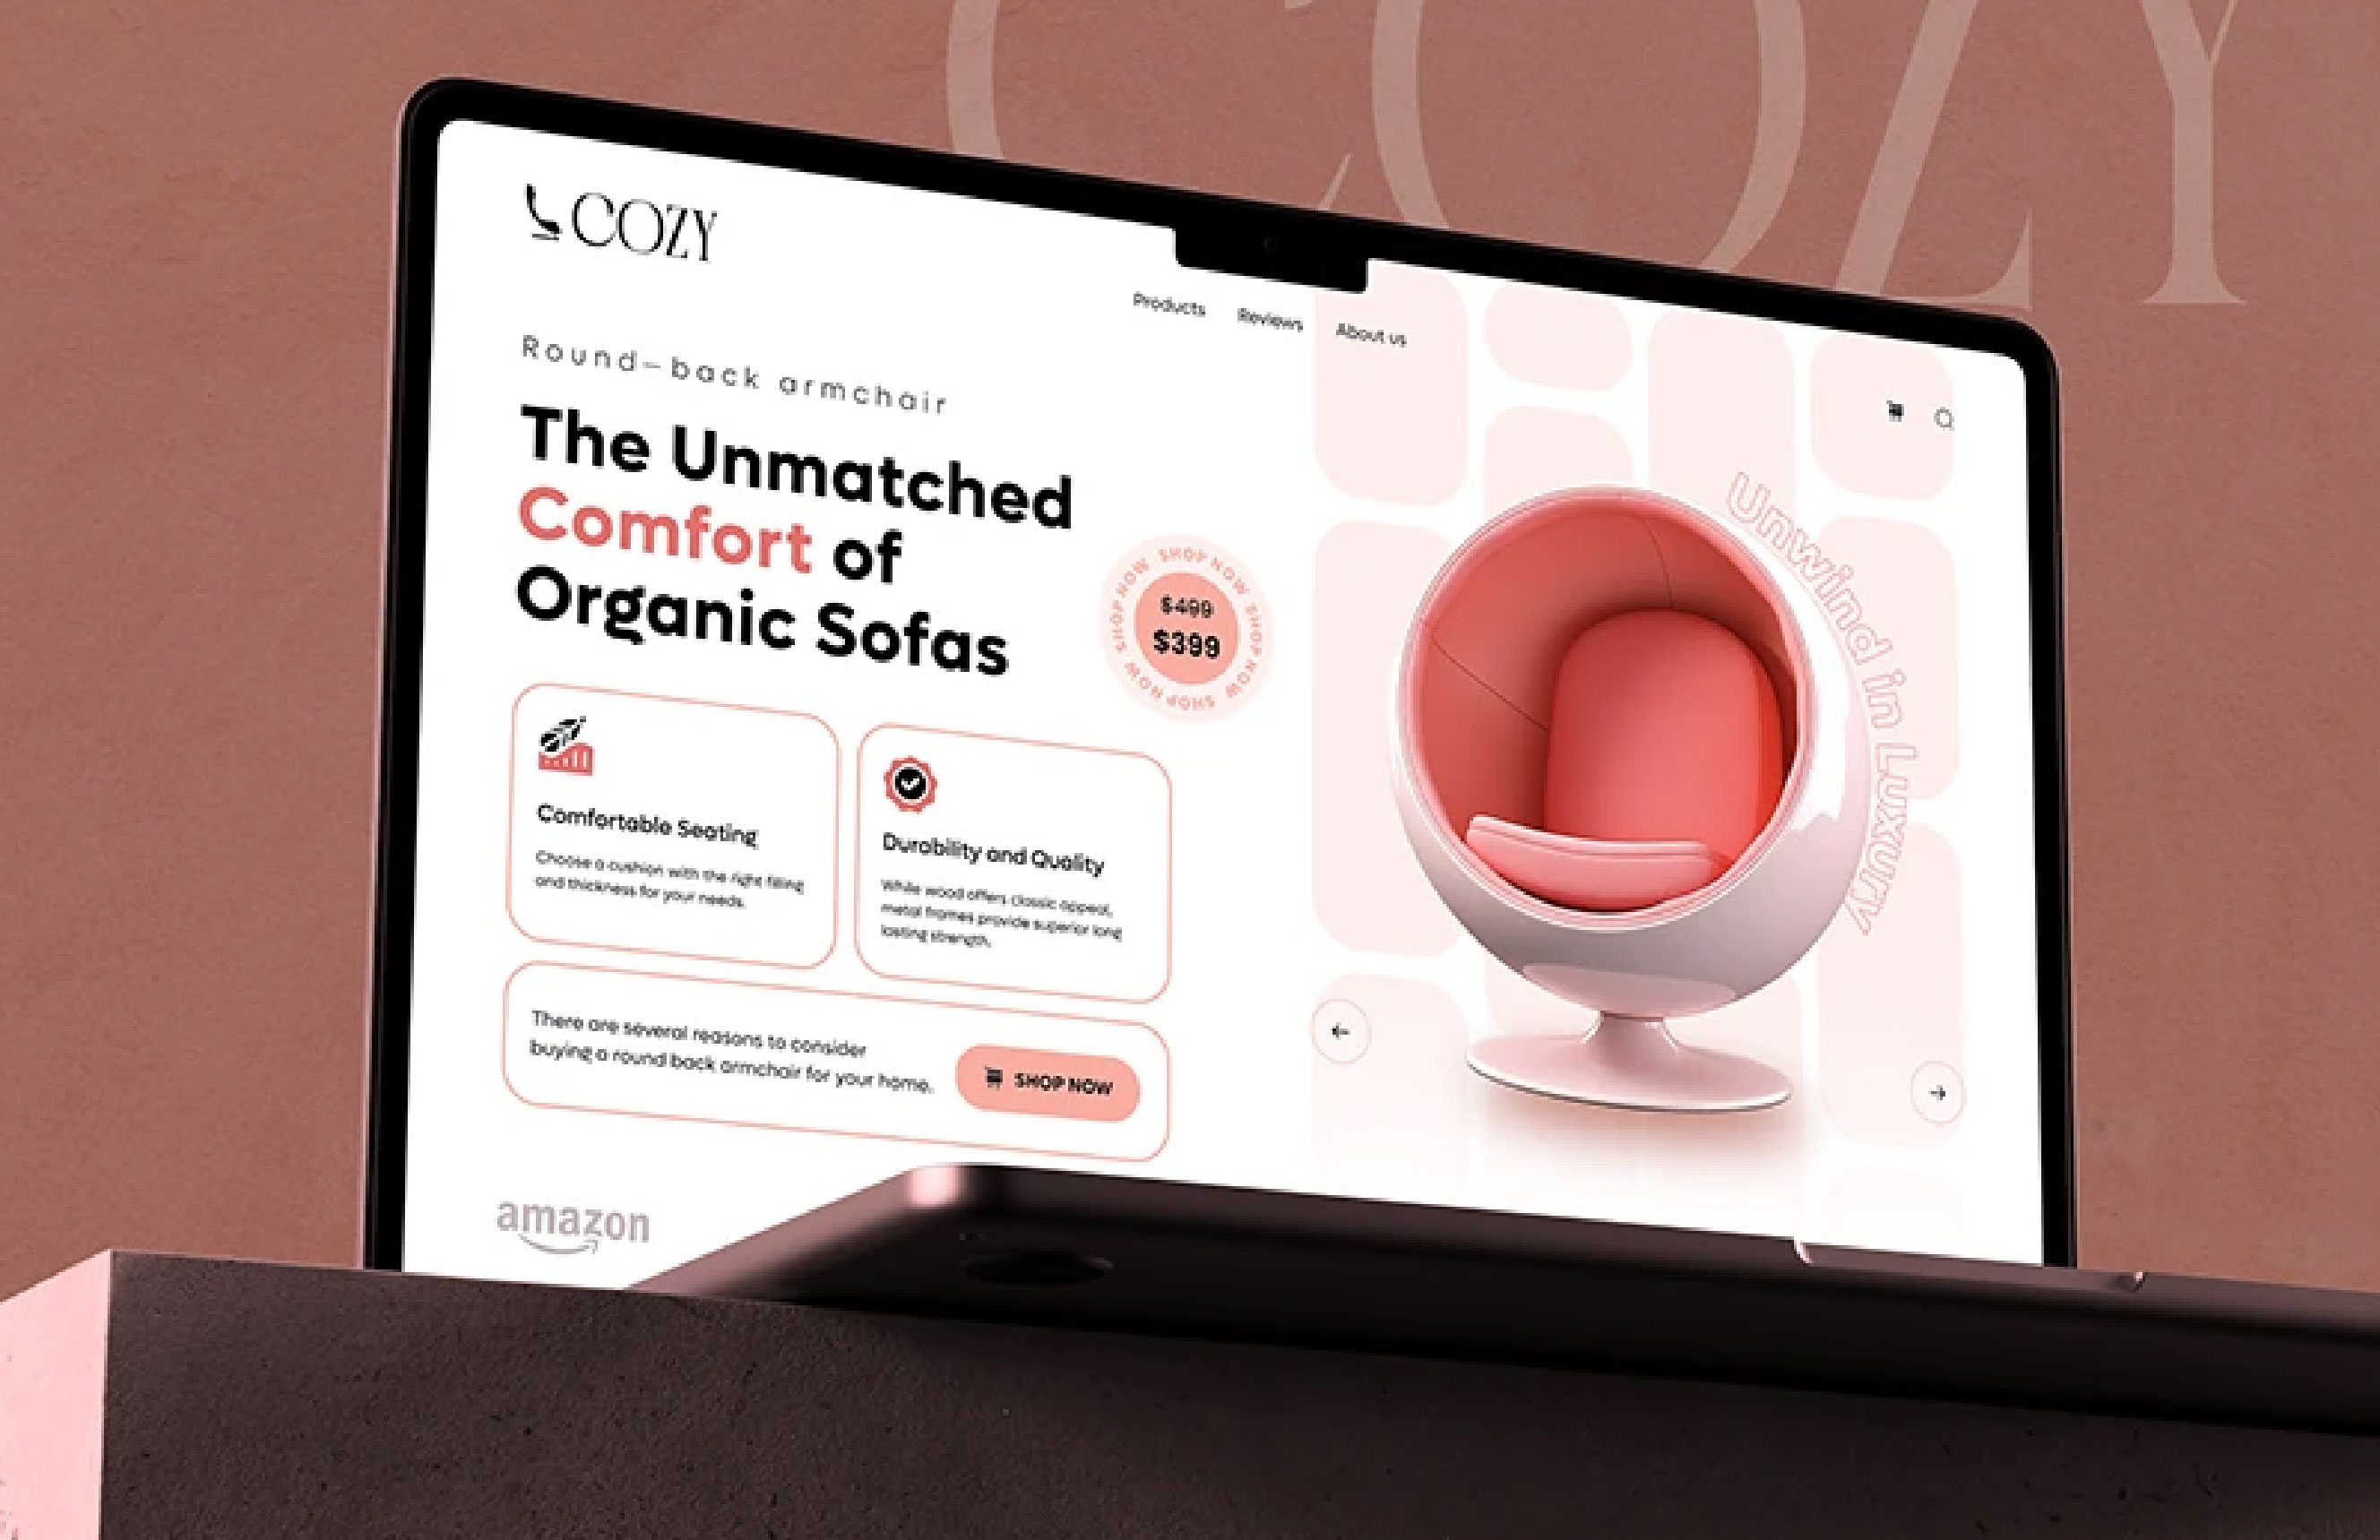 COZY
COZY
Products Reviews About us
Round-back armchair
The Unmatched
Comfort of
Organic Sofas
SHOP NOW SHOP NOW SHOP NOW SHOP NOW SHOP NOW
$499
$399
Unwind in Luxury
Comfortable Seating
Choose a cushion with the right filling
and thickness for your needs.
Durability and Quality
While wood offers classic appeal,
metal frames provide superior long
lasting strength.
There are several reasons to consider
buying a round back armchair for your home.
SHOP NOW
amazon